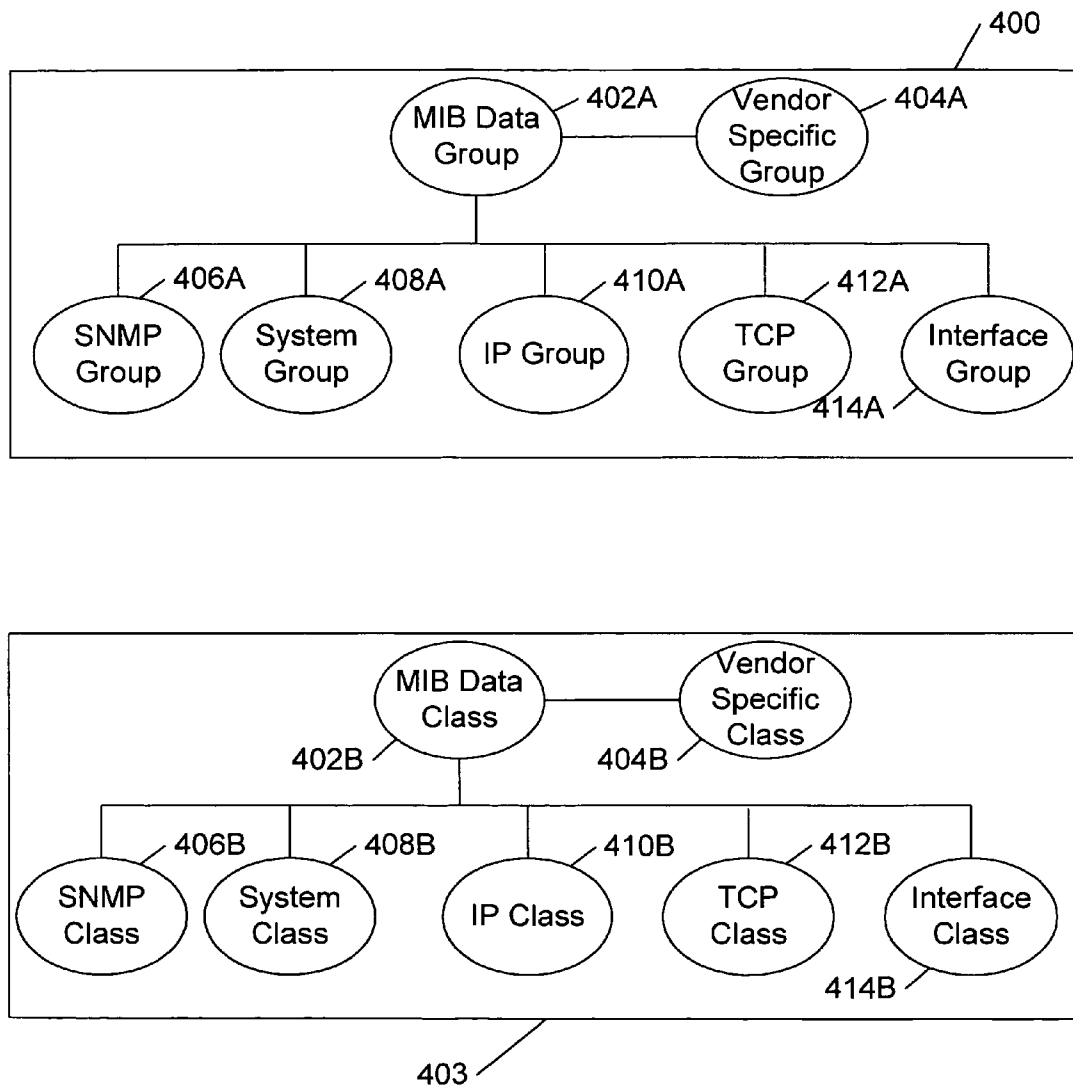 400
MIB Data
Group
402A
Vendor
Specific
Group
404A
406A
408A
410A
412A
SNMP
Group
System
Group
IP Group
TCP
Group
Interface
Group
414A
MIB Data
Class
Vendor
Specific
Class
402B
404B
406B
408B
410B
412B
SNMP
Class
System
Class
IP Class
TCP
Class
Interface
Class
414B
403